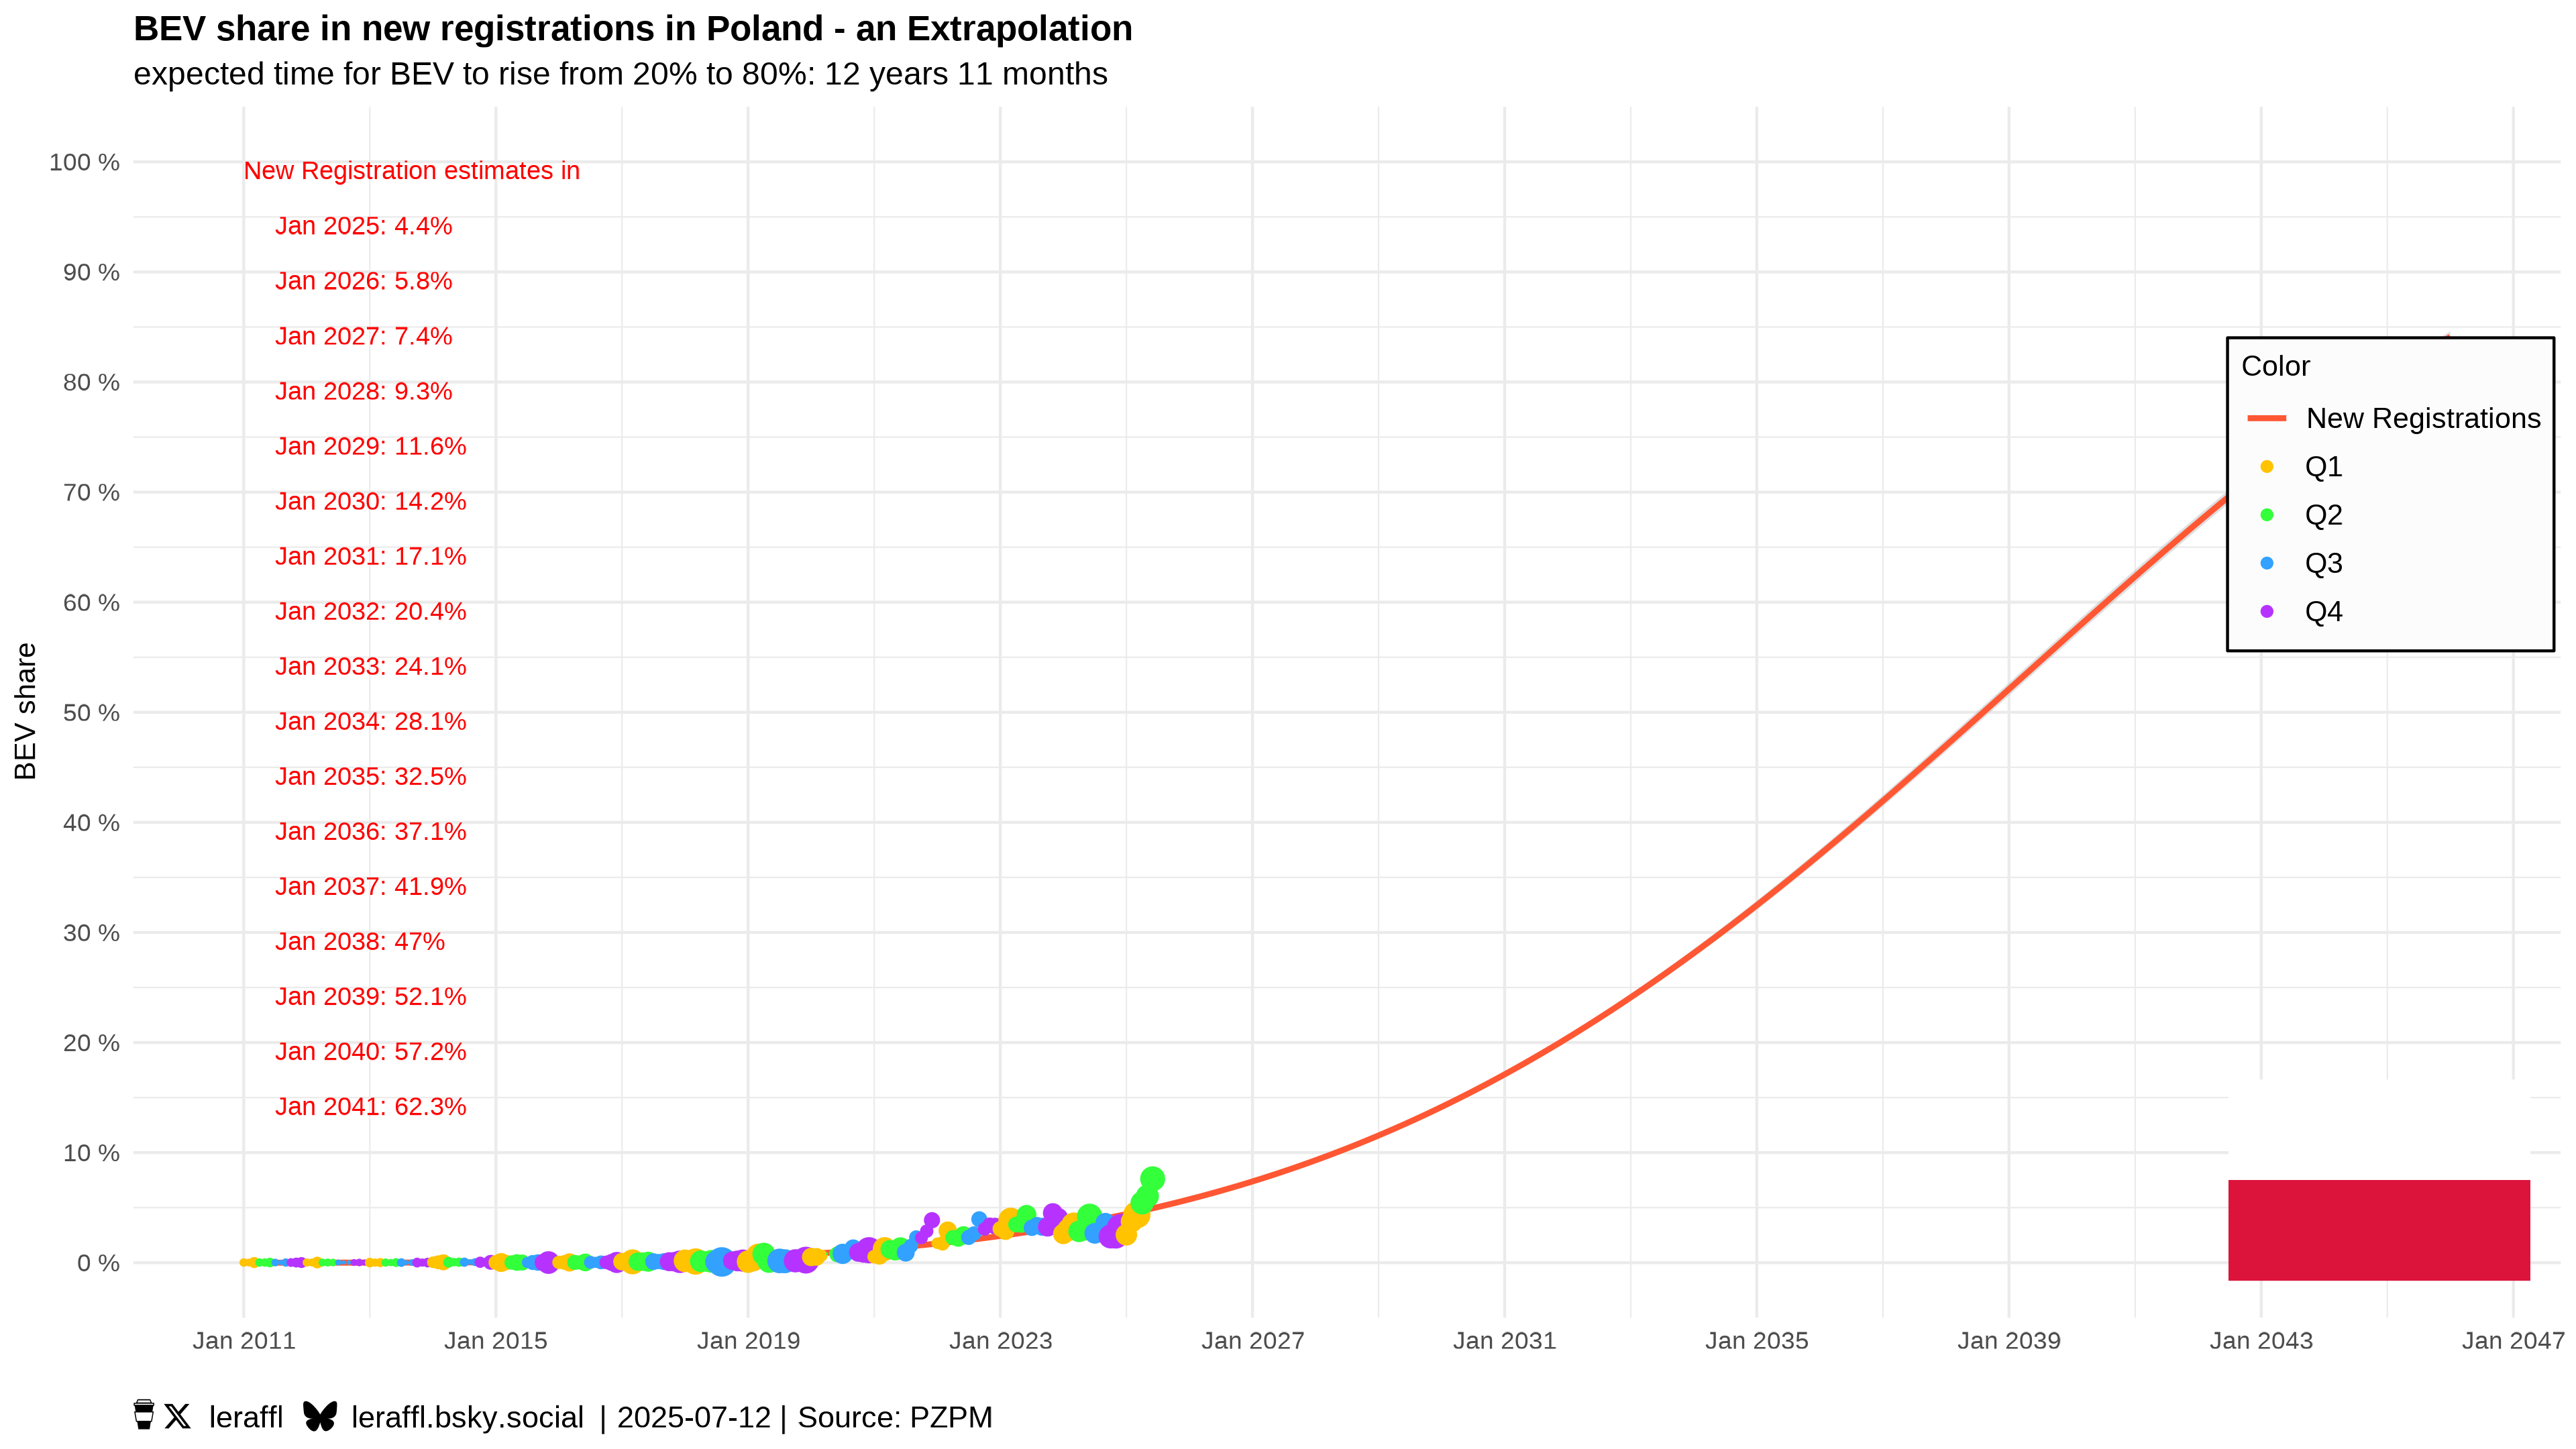 BEV share in new registrations in Poland - an Extrapolation
expected time for BEV to rise from 20% to 80%: 12 years 11 months
BEV share
100 %
90 %
80 %
70 %
60 %
50 %
40 %
30 %
20 %
10 %
0 %
New Registration estimates in
Jan 2025: 4.4%
Jan 2026: 5.8%
Jan 2027: 7.4%
Jan 2028: 9.3%
Jan 2029: 11.6%
Jan 2030: 14.2%
Jan 2031: 17.1%
Jan 2032: 20.4%
Jan 2033: 24.1%
Jan 2034: 28.1%
Jan 2035: 32.5%
Jan 2036: 37.1%
Jan 2037: 41.9%
Jan 2038: 47%
Jan 2039: 52.1%
Jan 2040: 57.2%
Jan 2041: 62.3%
Color
New Registrations
Q1
Q2
Q3
Q4
Jan 2011 Jan 2015 Jan 2019 Jan 2023 Jan 2027 Jan 2031 Jan 2035 Jan 2039 Jan 2043 Jan 2047
leraffl leraffl.bsky.social | 2025-07-12 | Source: PZPM